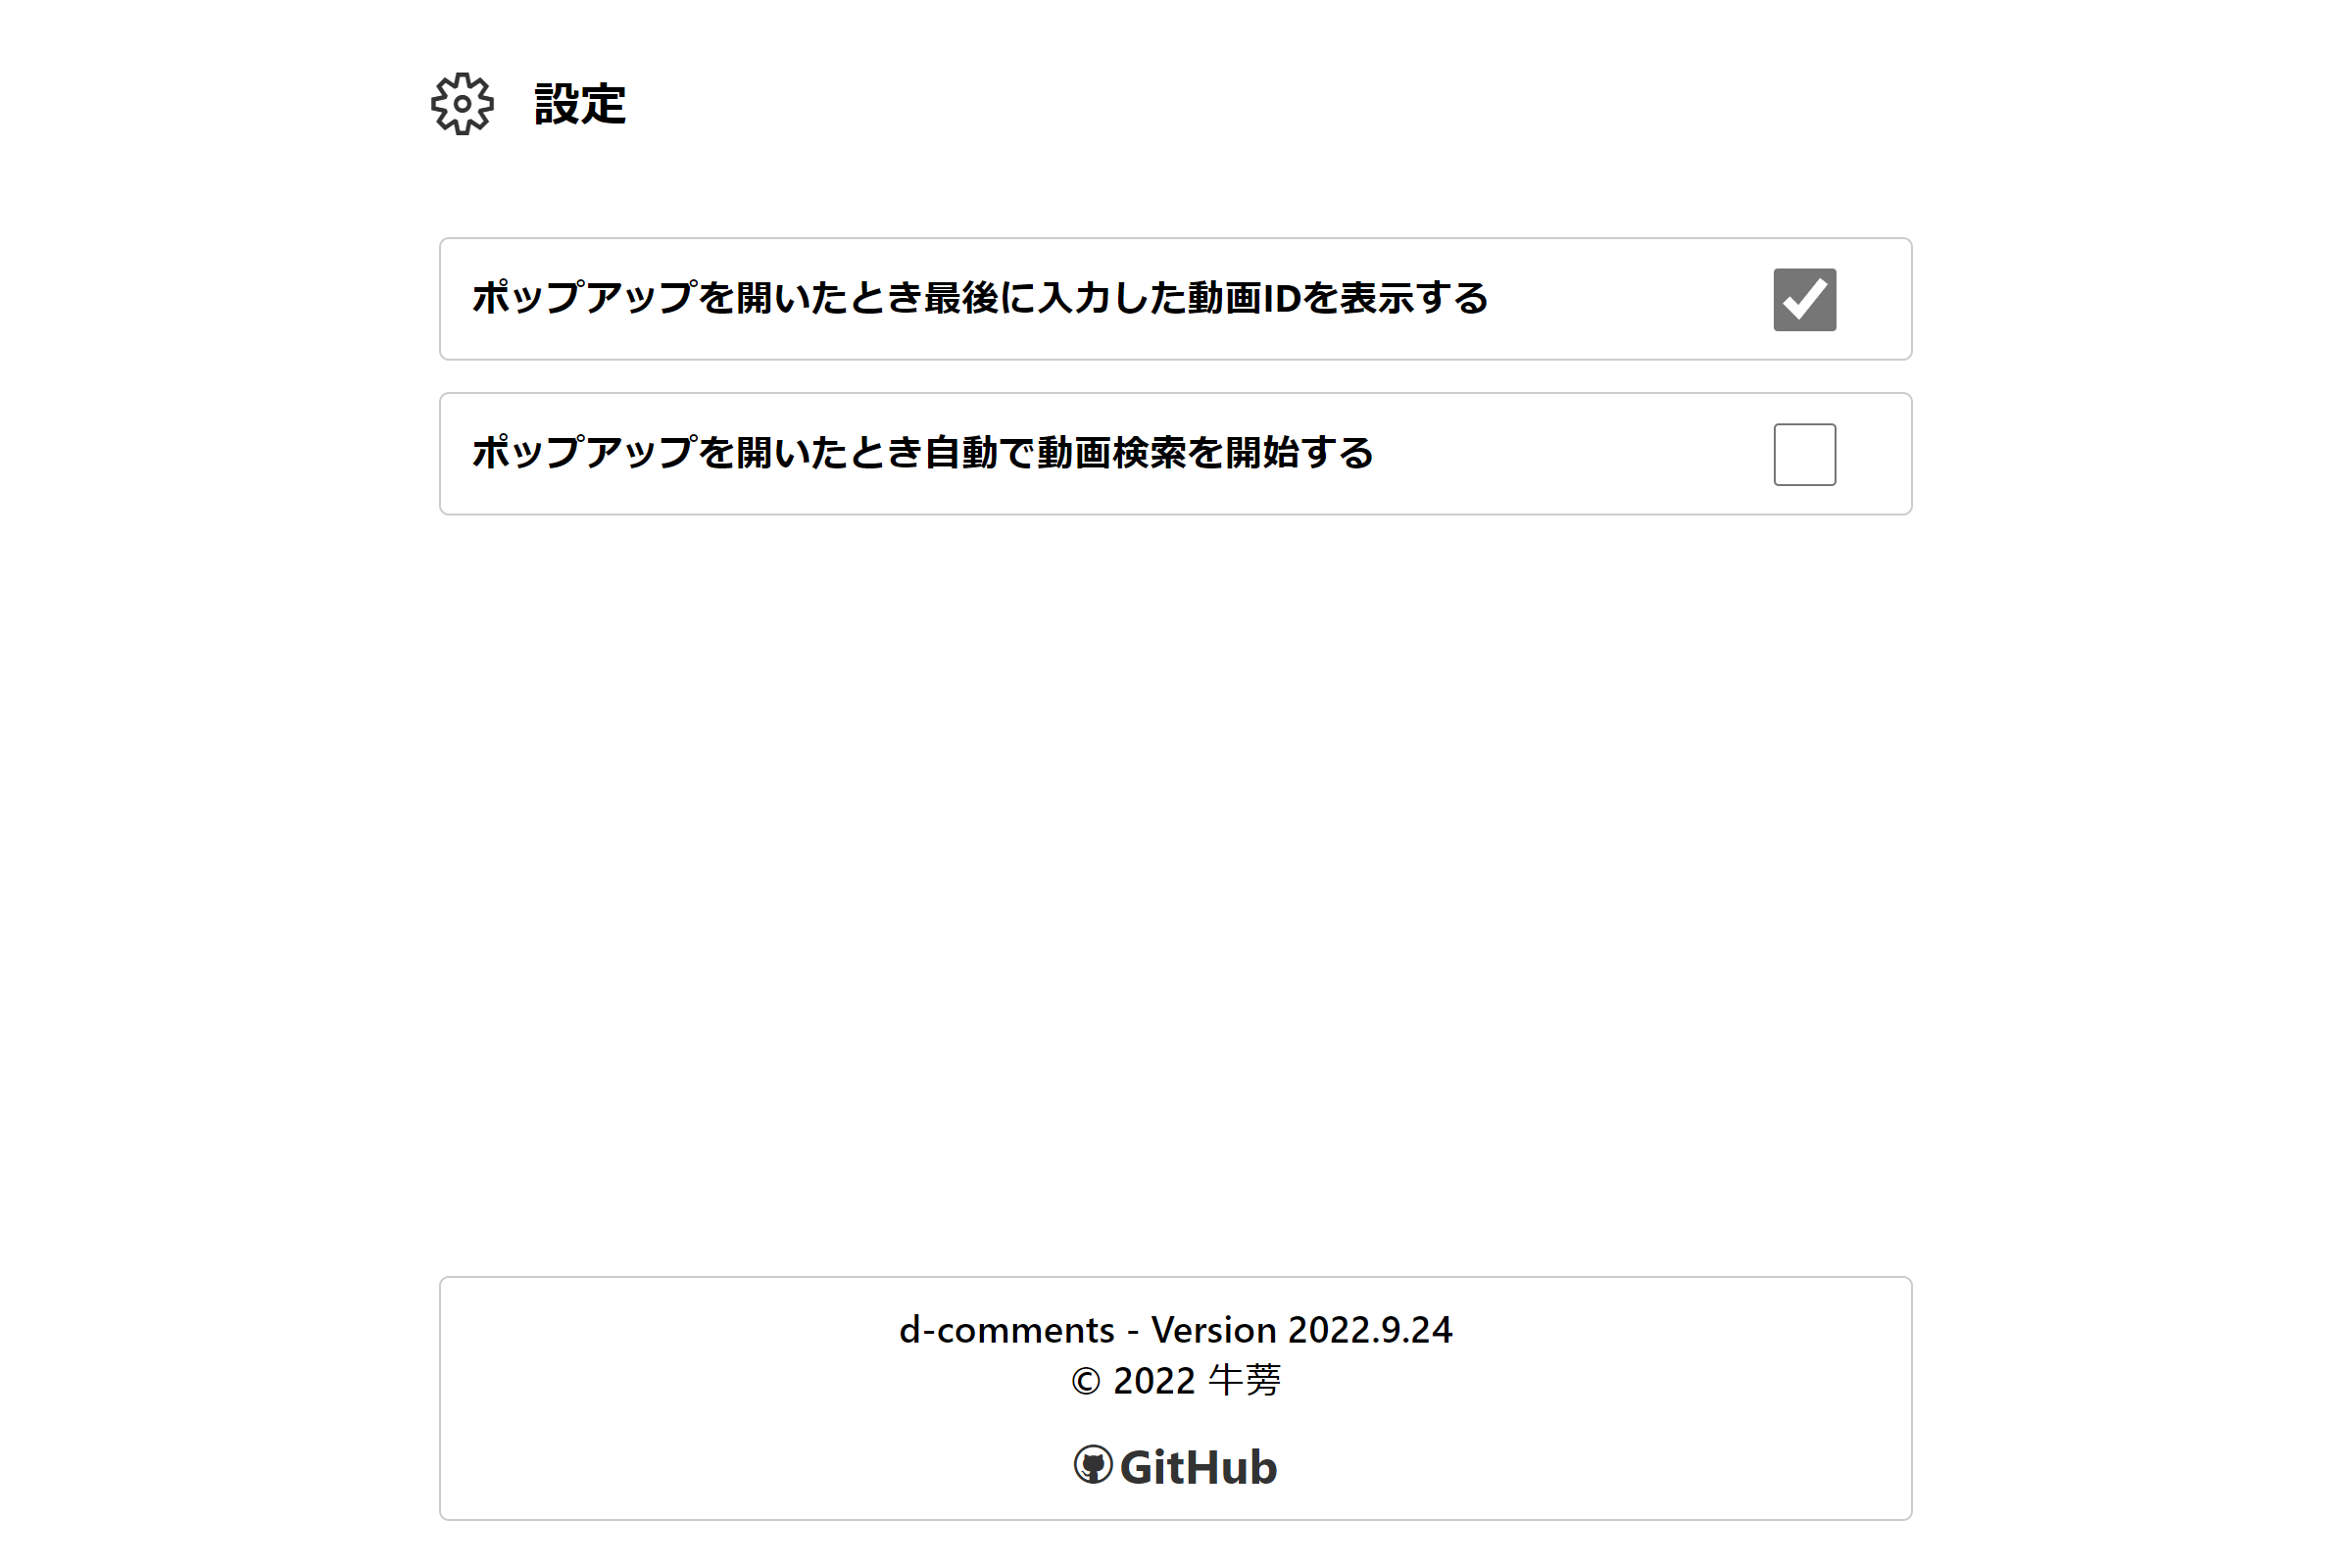 設定
ポップアップを開いたとき最後に入力した動画IDを表示する
ポップアップを開いたとき自動で動画検索を開始する
d-comments - Version 2022.9.24
© 2022 牛蒡
GitHub